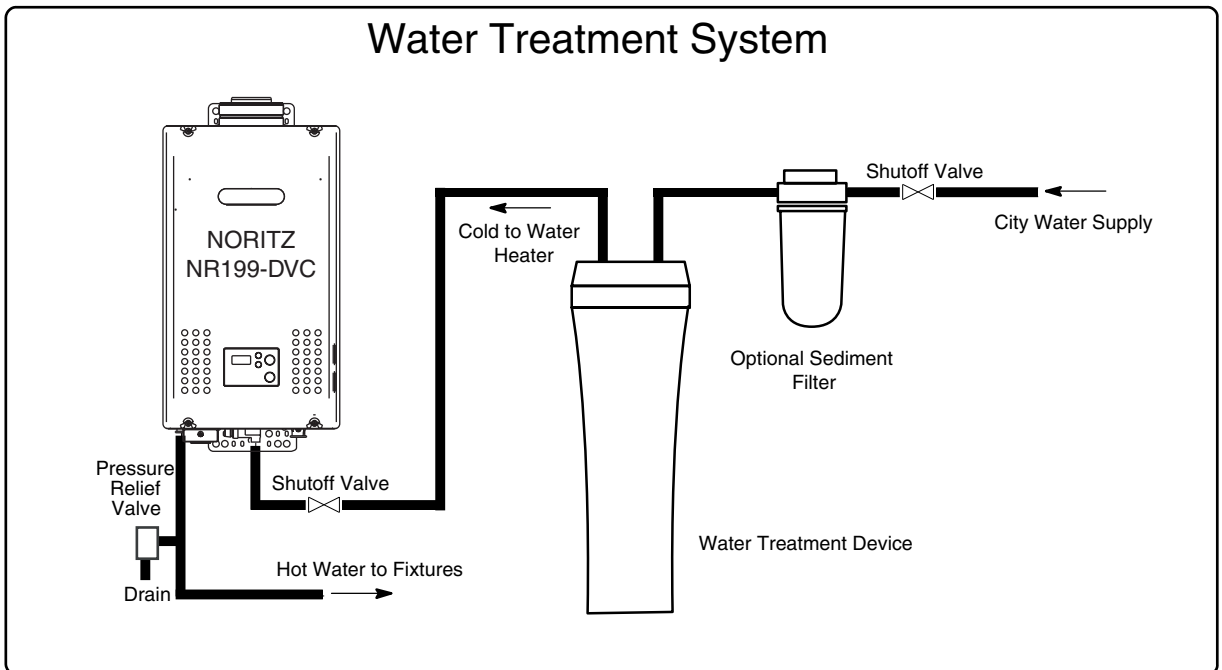 Water Treatment System
Shutoff Valve
City Water Supply
Cold to Water
Heater
NORITZ
NR199-DVC
Optional Sediment
Filter
Pressure
Relief
Valve
Shutoff Valve
Water Treatment Device
Hot Water to Fixtures
Drain